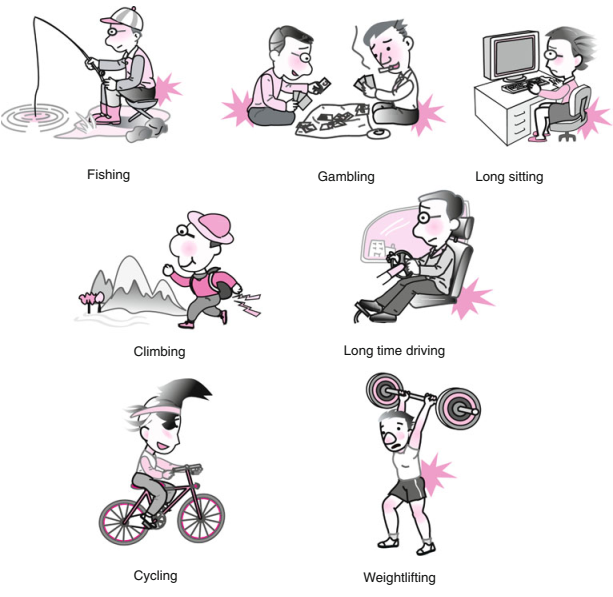 Fishing
Gambling
Long sitting
Climbing
Long time driving
Cycling
Weightlifting